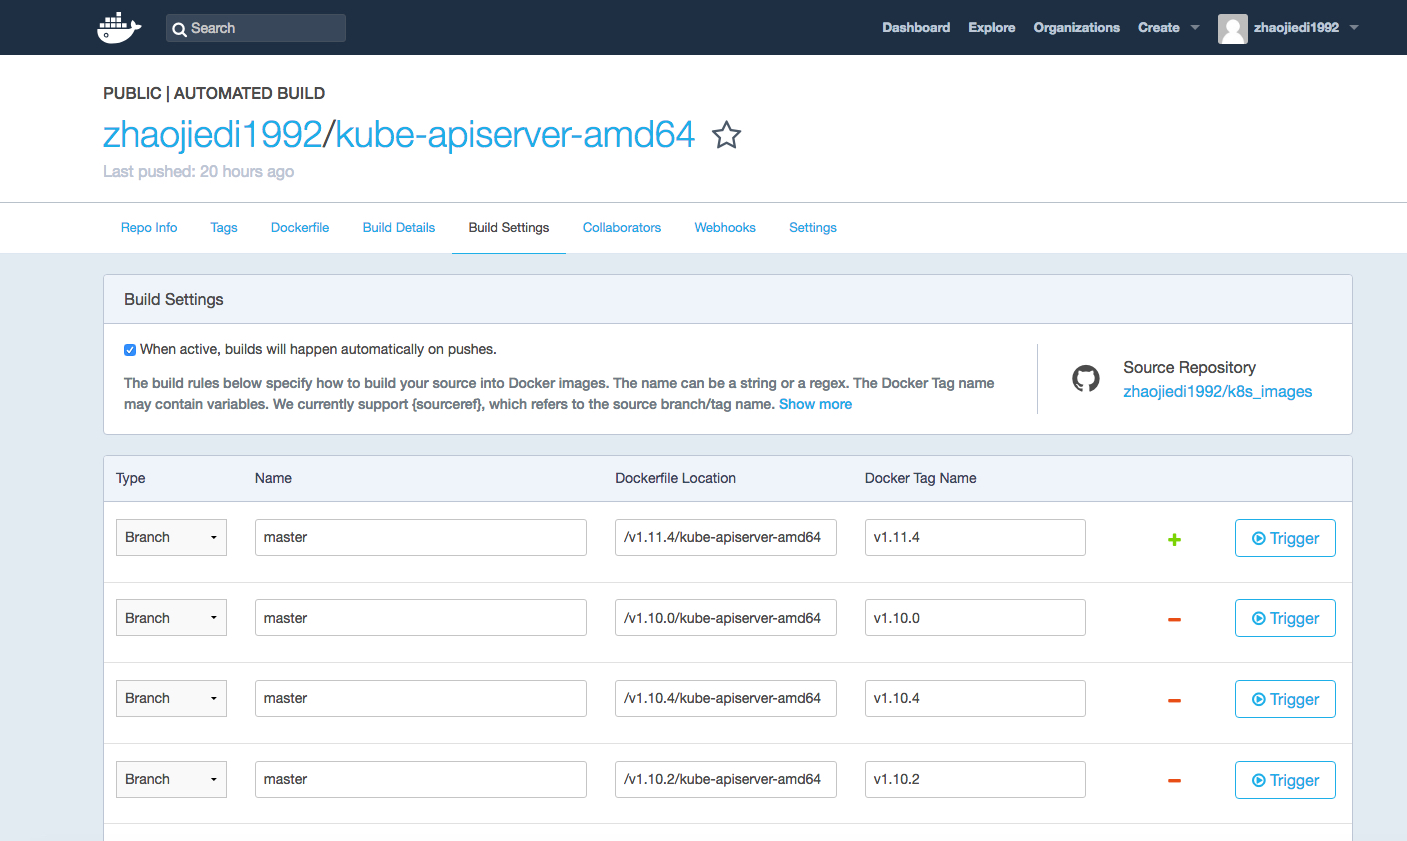 Search
Dashboard Explore Organizations Create zhaojiedi1992
PUBLIC | AUTOMATED BUILD
zhaojiedi1992/kube-apiserver-amd64
Last pushed: 20 hours ago
Repo Info Tags Dockerfile Build Details Build Settings Collaborators Webhooks Settings
Build Settings
When active, builds will happen automatically on pushes.
The build rules below specify how to build your source into Docker images. The name can be a string or a regex. The Docker Tag name
may contain variables. We currently support {sourceref}, which refers to the source branch/tag name. Show more
Source Repository
zhaojiedi1992/k8s_images
Type Name Dockerfile Location Docker Tag Name
Branch master /v1.11.4/kube-apiserver-amd64 v1.11.4 Trigger
Branch master /v1.10.0/kube-apiserver-amd64 v1.10.0 Trigger
Branch master /v1.10.4/kube-apiserver-amd64 v1.10.4 Trigger
Branch master /v1.10.2/kube-apiserver-amd64 v1.10.2 Trigger